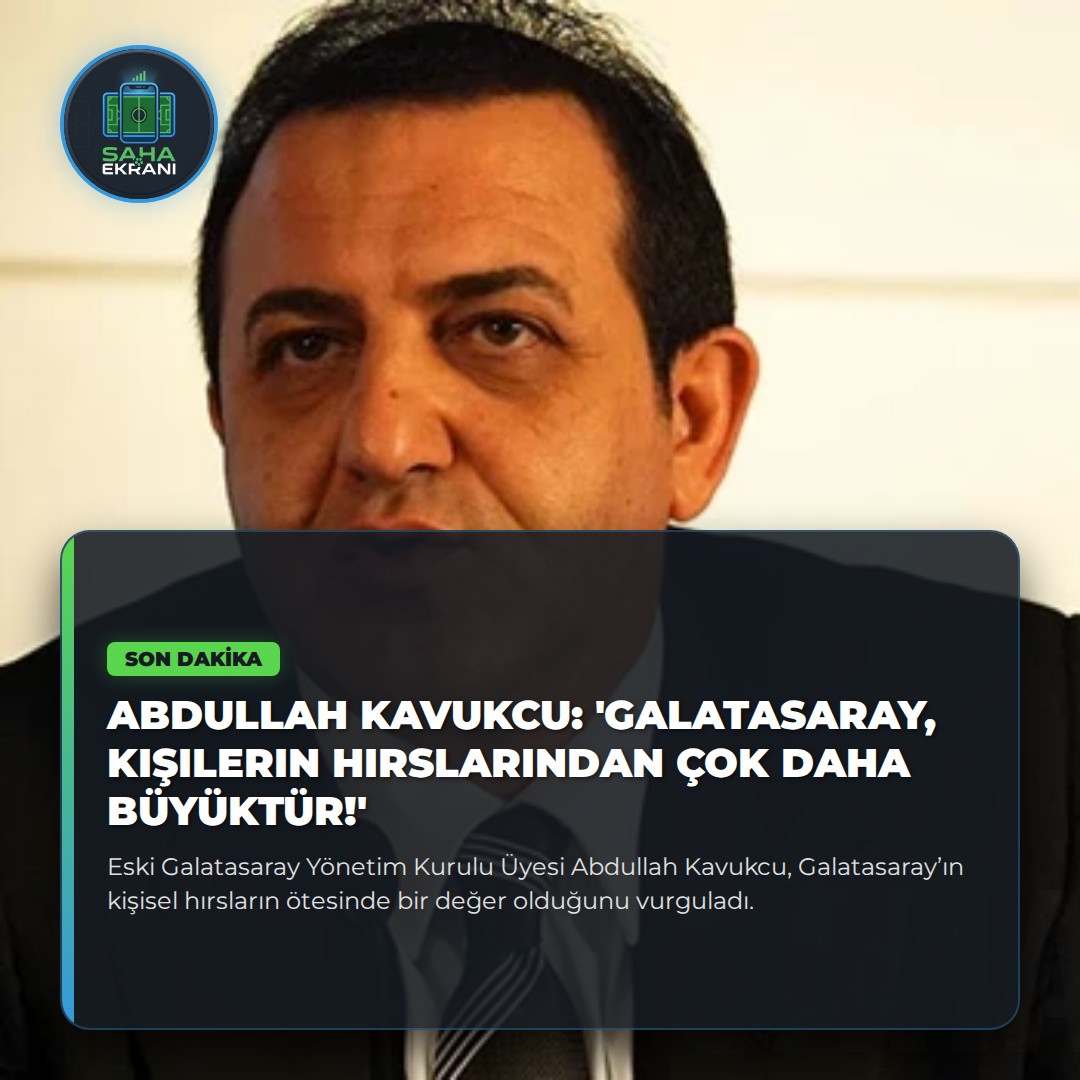 SAHA
EKRANI
SON DAKİKA
ABDULLAH KAVUKCU: 'GALATASARAY,
KIŞILERIN HIRSLARINDAN ÇOK DAHA
BÜYÜKTÜR!'
Eski Galatasaray Yönetim Kurulu Üyesi Abdullah Kavukcu, Galatasaray’ın
kişisel hırsların ötesinde bir değer olduğunu vurguladı.